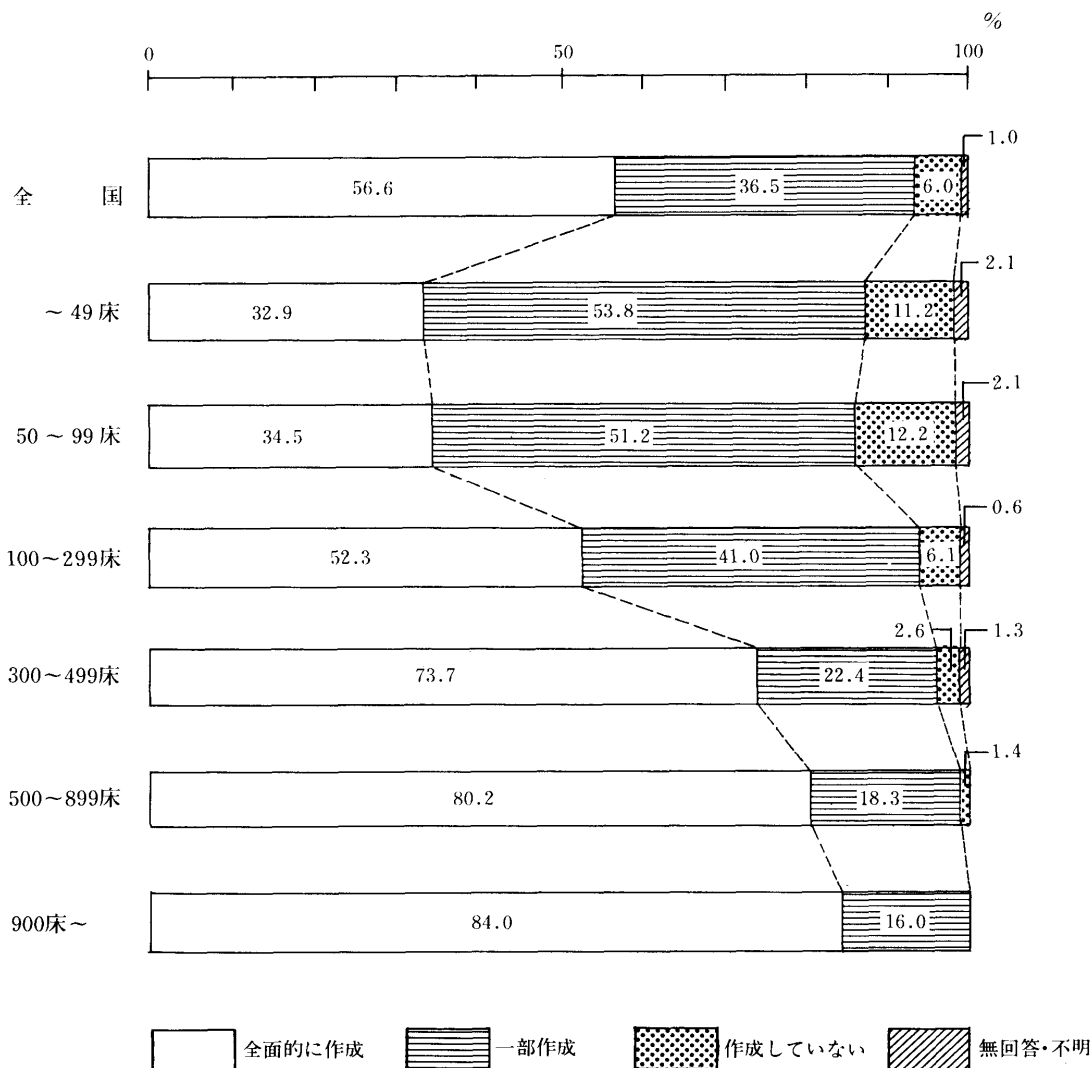 %
0 50 100
1.0
全国 56.6 36.5 6.0
2.1
～49床 32.9 53.8 11.2
2.1
50～99床 34.5 51.2 12.2
0.6
100～299床 52.3 41.0 6.1
2.6 1.3
300～499床 73.7 22.4
1.4
500～899床 80.2 18.3
900床～ 84.0 16.0
全面的に作成 一部作成 作成していない 無回答・不明